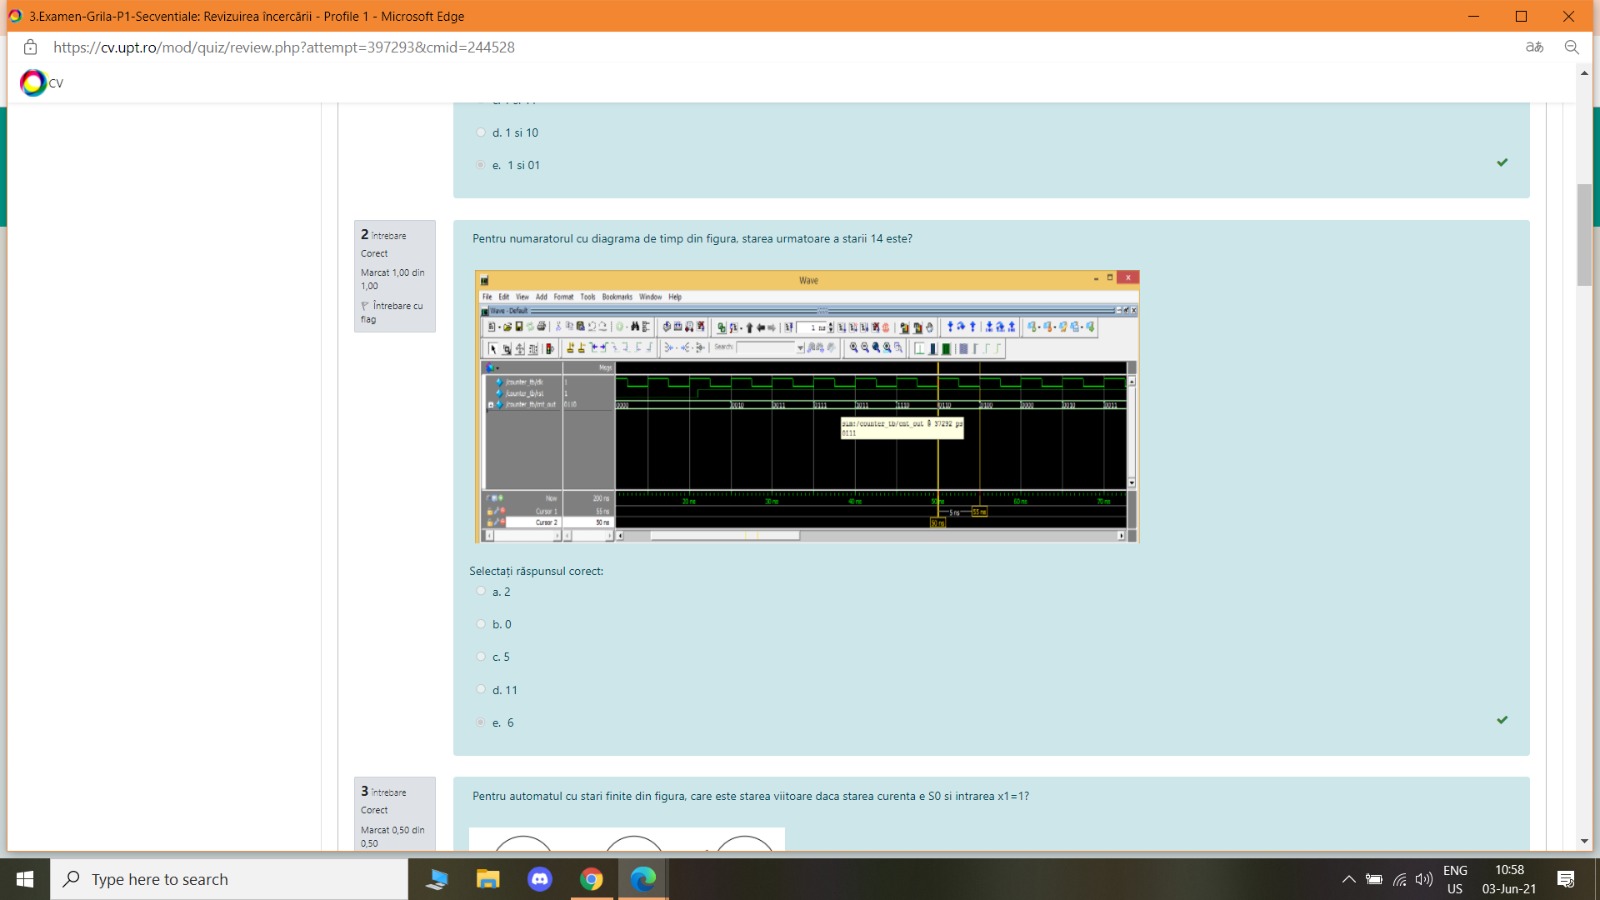 3.Examen-Grila-P1-Secventiale: Revizuirea încercării - Profile 1 - Microsoft Edge
https://cv.upt.ro/mod/quiz/review.php?attempt=397293&cmid=244528
CV
d. 1 si 10
e. 1 si 01
2 întrebare
Corect
Marcat 1,00 din
1,00
Întrebare cu
flag
Pentru numaratorul cu diagrama de timp din figura, starea urmatoare a starii 14 este?
Wave
File Edit View Add Format Tools Bookmarks Window Help
Wave - Default
1 ns
Search:
Msgs
/counter_tb/clk 1
/counter_tb/rst 1
/counter_tb/cnt_out 0110
0000 0010 0011 0111 1011 1110 0110 0100 0000 0010 0011
sim:/counter_tb/cnt_out @ 37292 ps
0111
Now 200 ns
20 ns 30 ns 40 ns 50 ns 60 ns 70 ns
Cursor 1 55 ns
5 ns 55 ns
Cursor 2 50 ns
50 ns
Selectați răspunsul corect:
a. 2
b. 0
c. 5
d. 11
e. 6
3 întrebare
Corect
Marcat 0,50 din
0,50
Pentru automatul cu stari finite din figura, care este starea viitoare daca starea curenta e S0 si intrarea x1=1?
Type here to search
ENG
US
10:58
03-Jun-21